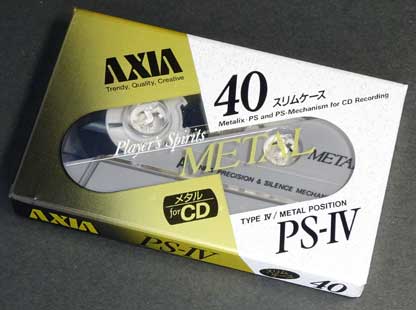 AXIA
Trendy, Quality, Creative
40 スリムケース
Metalix·PS and PS-Mechanism for CD Recording
Player's Spirits
METAL
METAL
PRECISION & SILENCE MECHAN
メタル
for CD
TYPE IV / METAL POSITION
PS-IV
AXIA
PS-IV
40